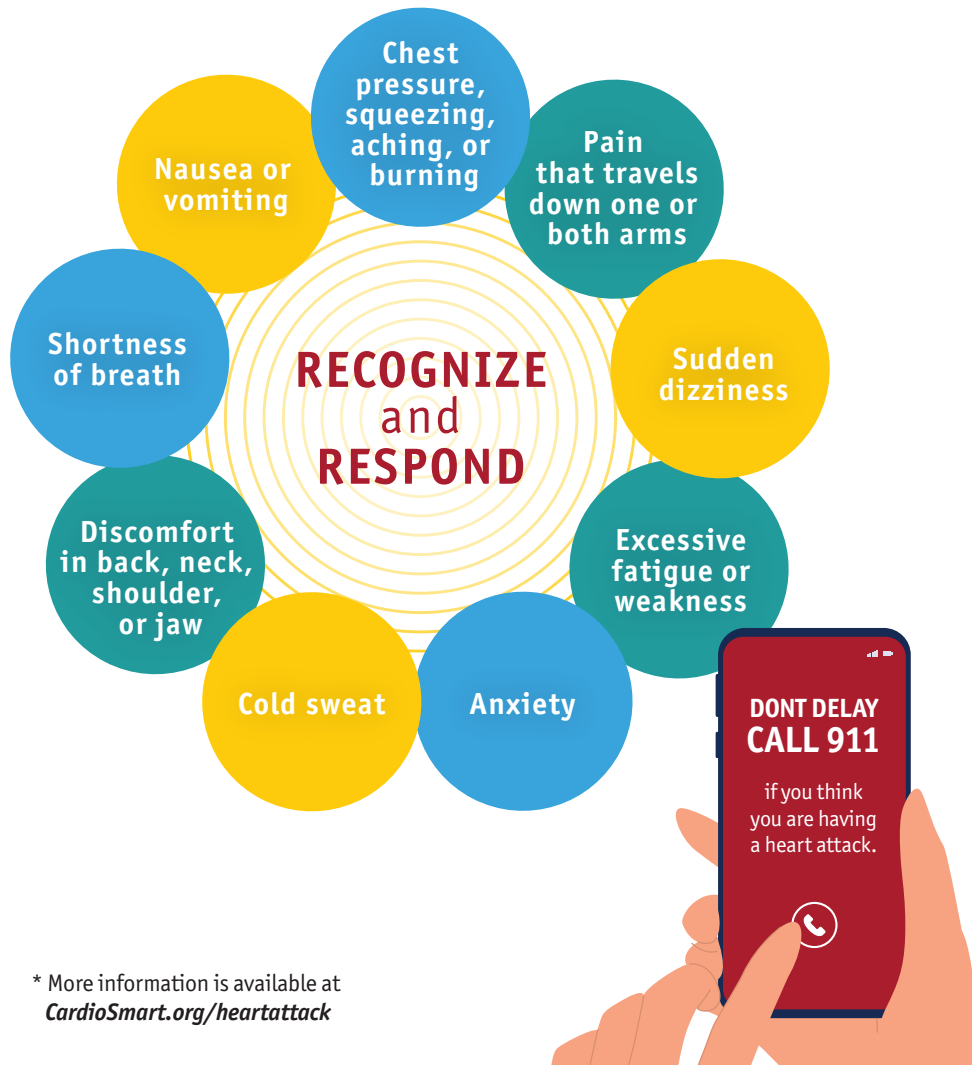 Chest
pressure,
squeezing,
aching, or
burning
Pain
that travels
down one or
both arms
Sudden
dizziness
Excessive
fatigue or
weakness
Anxiety
Cold sweat
Discomfort
in back, neck,
shoulder,
or jaw
Shortness
of breath
Nausea or
vomiting
RECOGNIZE
and
RESPOND
DONT DELAY
CALL 911
if you think
you are having
a heart attack.
* More information is available at
CardioSmart.org/heartattack